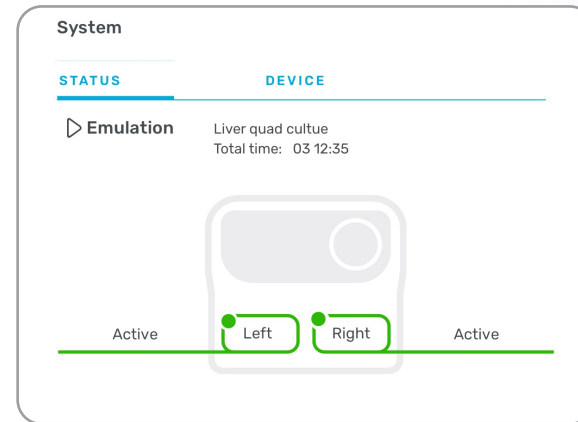 System
STATUS DEVICE
Emulation Liver quad cultue
Total time: 03 12:35
Active Left Right Active